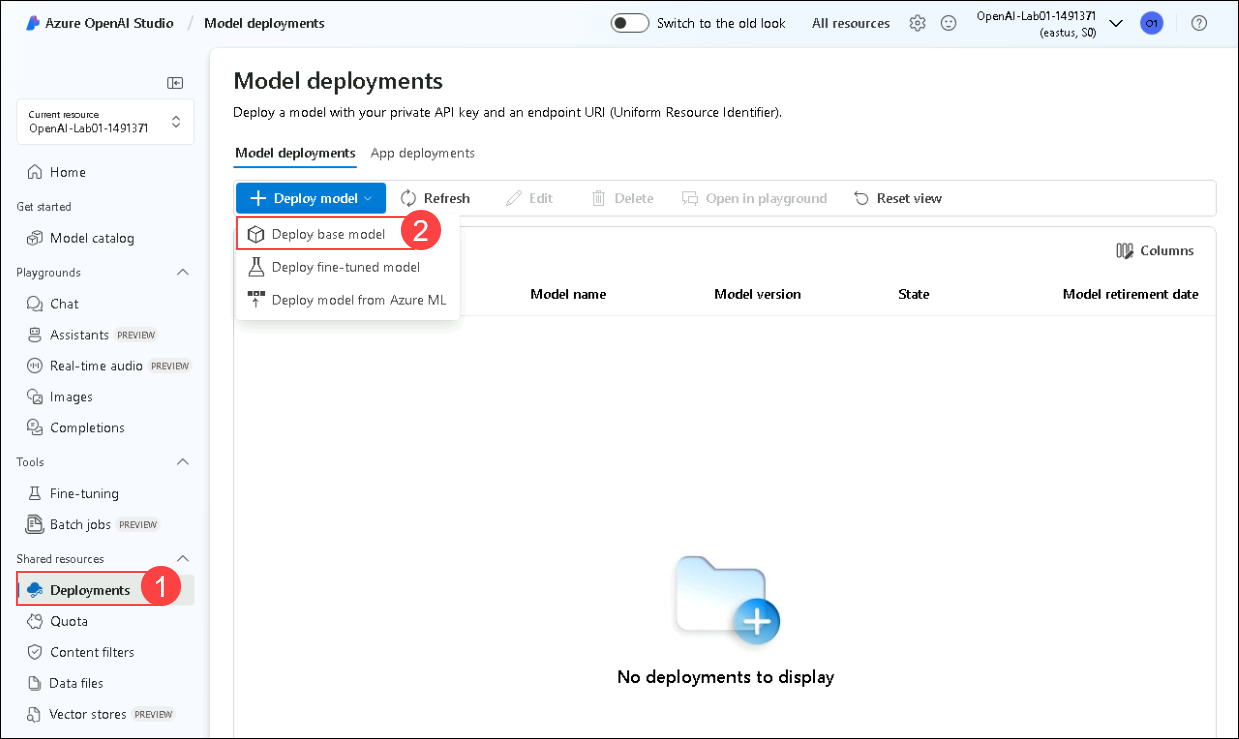 Azure OpenAI Studio / Model deployments
Switch to the old look
All resources
OpenAI-Lab01-1491371
(eastus, S0)
O1
Current resource
OpenAI-Lab01-1491371
Home
Get started
Model catalog
Playgrounds
Chat
Assistants PREVIEW
Real-time audio PREVIEW
Images
Completions
Tools
Fine-tuning
Batch jobs PREVIEW
Shared resources
Deployments
1
Quota
Content filters
Data files
Vector stores PREVIEW
Model deployments
Deploy a model with your private API key and an endpoint URI (Uniform Resource Identifier).
Model deployments App deployments
Deploy model Refresh Edit Delete Open in playground Reset view
Deploy base model
2
Deploy fine-tuned model
Deploy model from Azure ML
Columns
Model name Model version State Model retirement date
No deployments to display